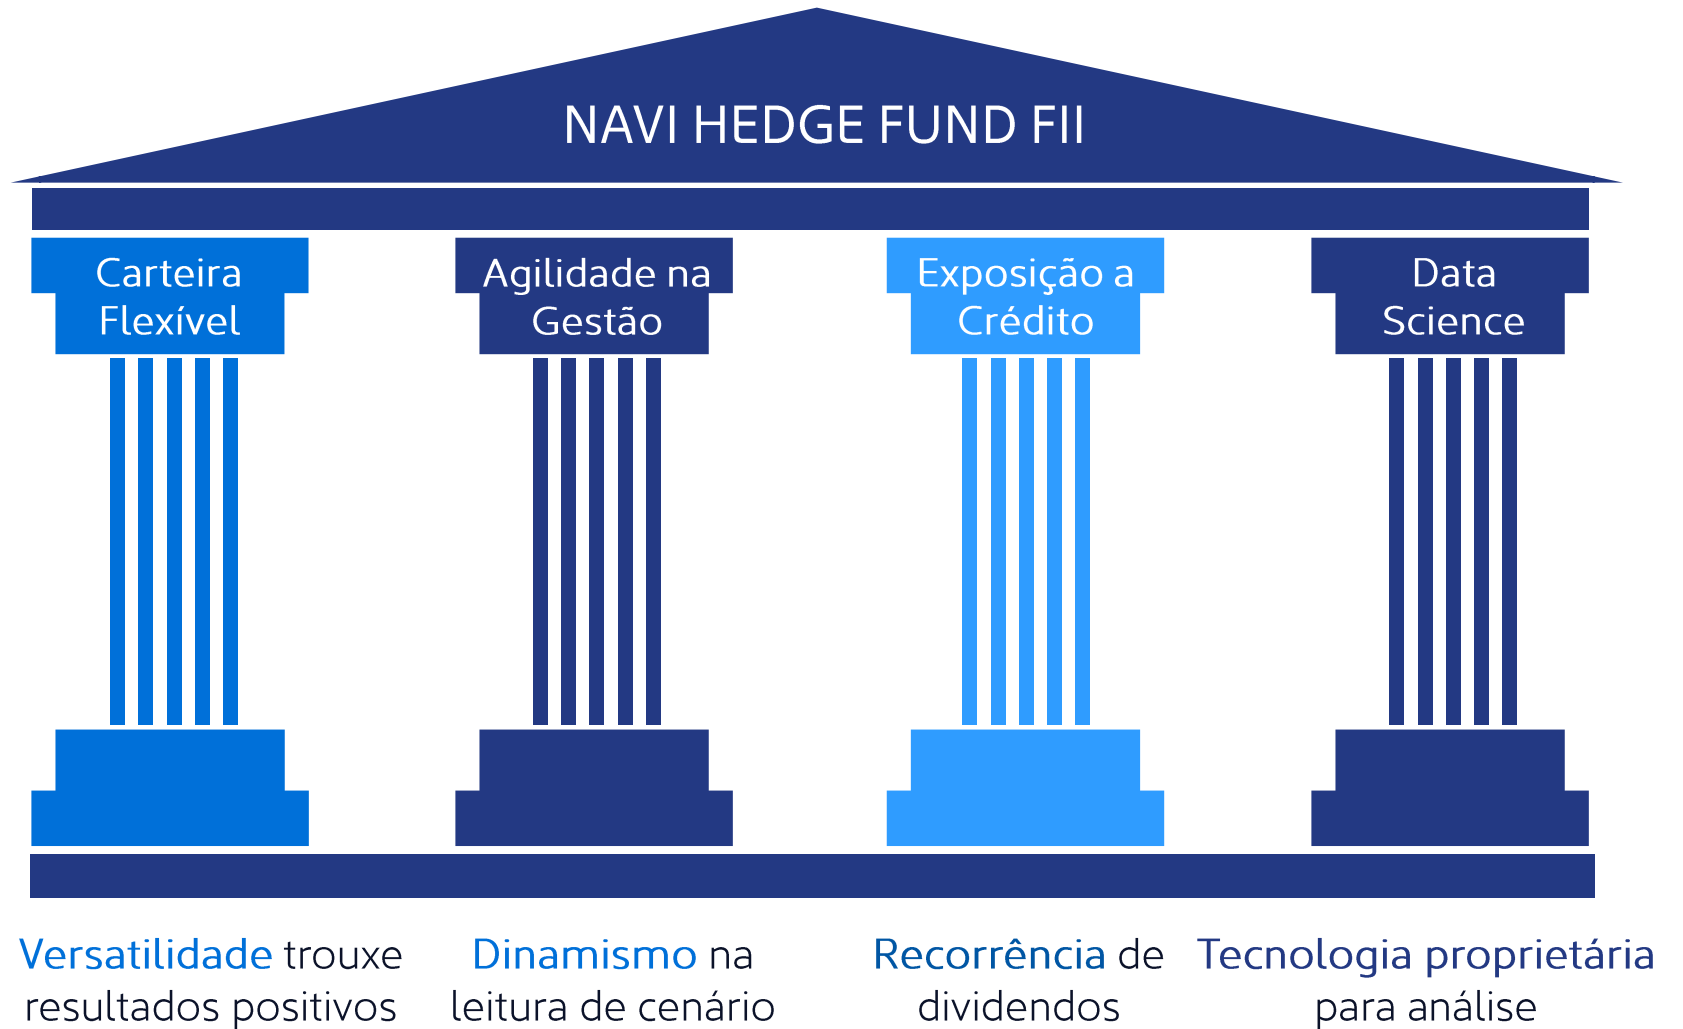 NAVI HEDGE FUND FII
Carteira
Flexível
Agilidade na
Gestão
Exposição a
Crédito
Data
Science
Versatilidade trouxe
resultados positivos
Dinamismo na
leitura de cenário
Recorrência de
dividendos
Tecnologia proprietária
para análise